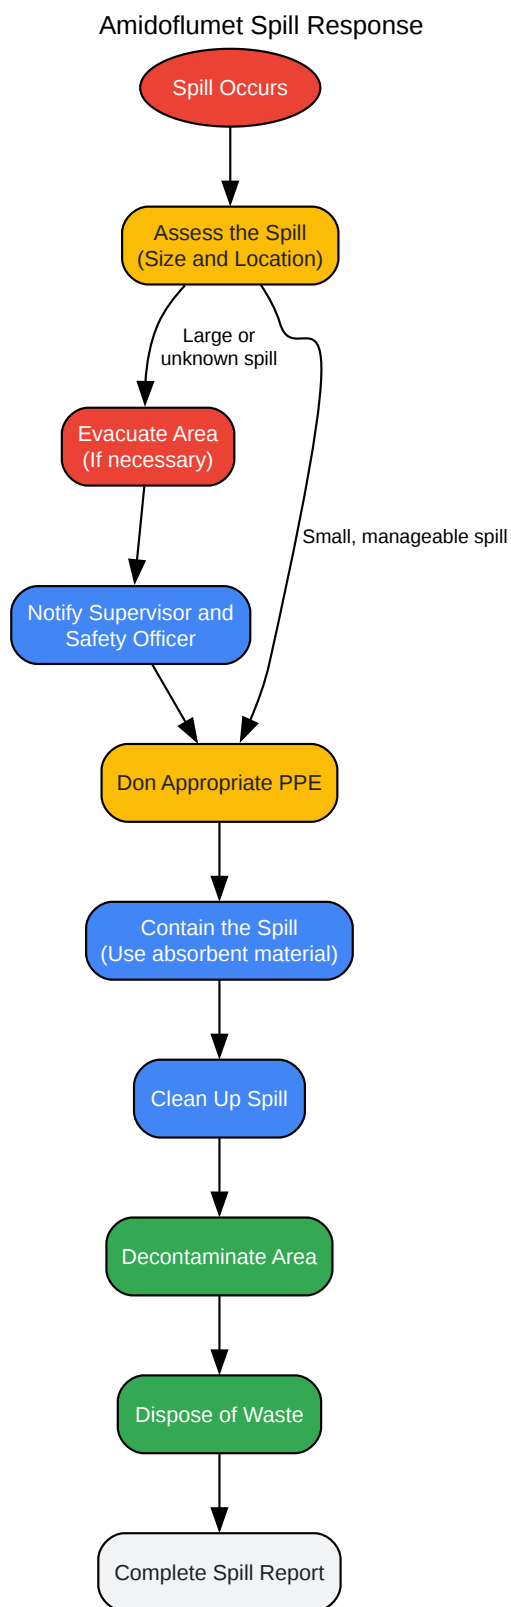 Amidoflumet Spill Response
Spill Occurs
Assess the Spill
(Size and Location)
Large or
unknown spill
Evacuate Area
(If necessary)
Small, manageable spill
Notify Supervisor and
Safety Officer
Don Appropriate PPE
Contain the Spill
(Use absorbent material)
Clean Up Spill
Decontaminate Area
Dispose of Waste
Complete Spill Report